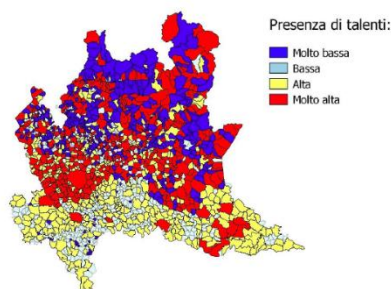 Presenza di talenti:
Molto bassa
Bassa
Alta
Molto alta